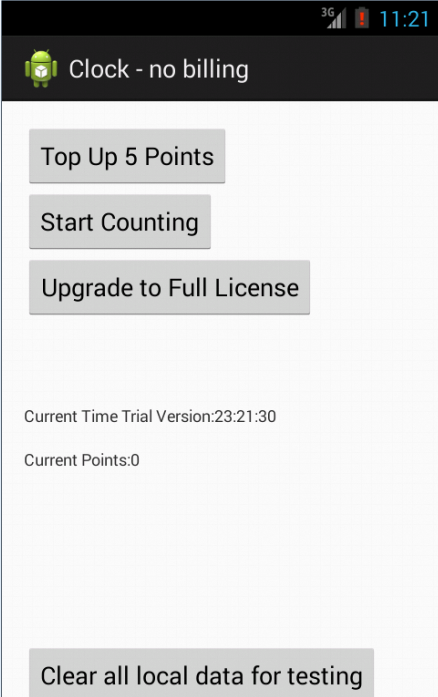 3G 11:21
Clock - no billing
Top Up 5 Points
Start Counting
Upgrade to Full License
Current Time Trial Version:23:21:30
Current Points:0
Clear all local data for testing